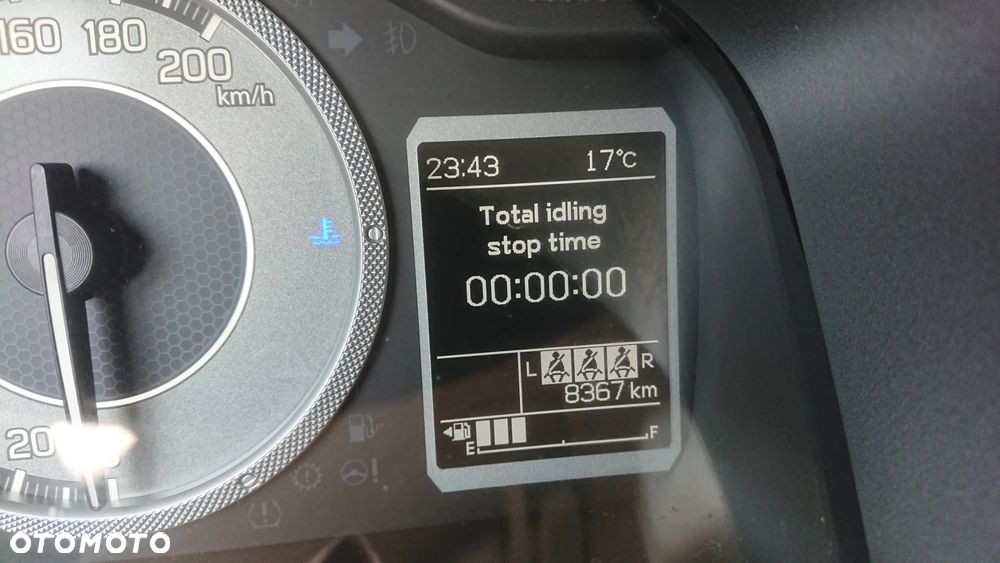 160 180 200
km/h
23:43 17°C
Total idling
stop time
00:00:00
L R
8367 km
E F
20
OTOMOTO